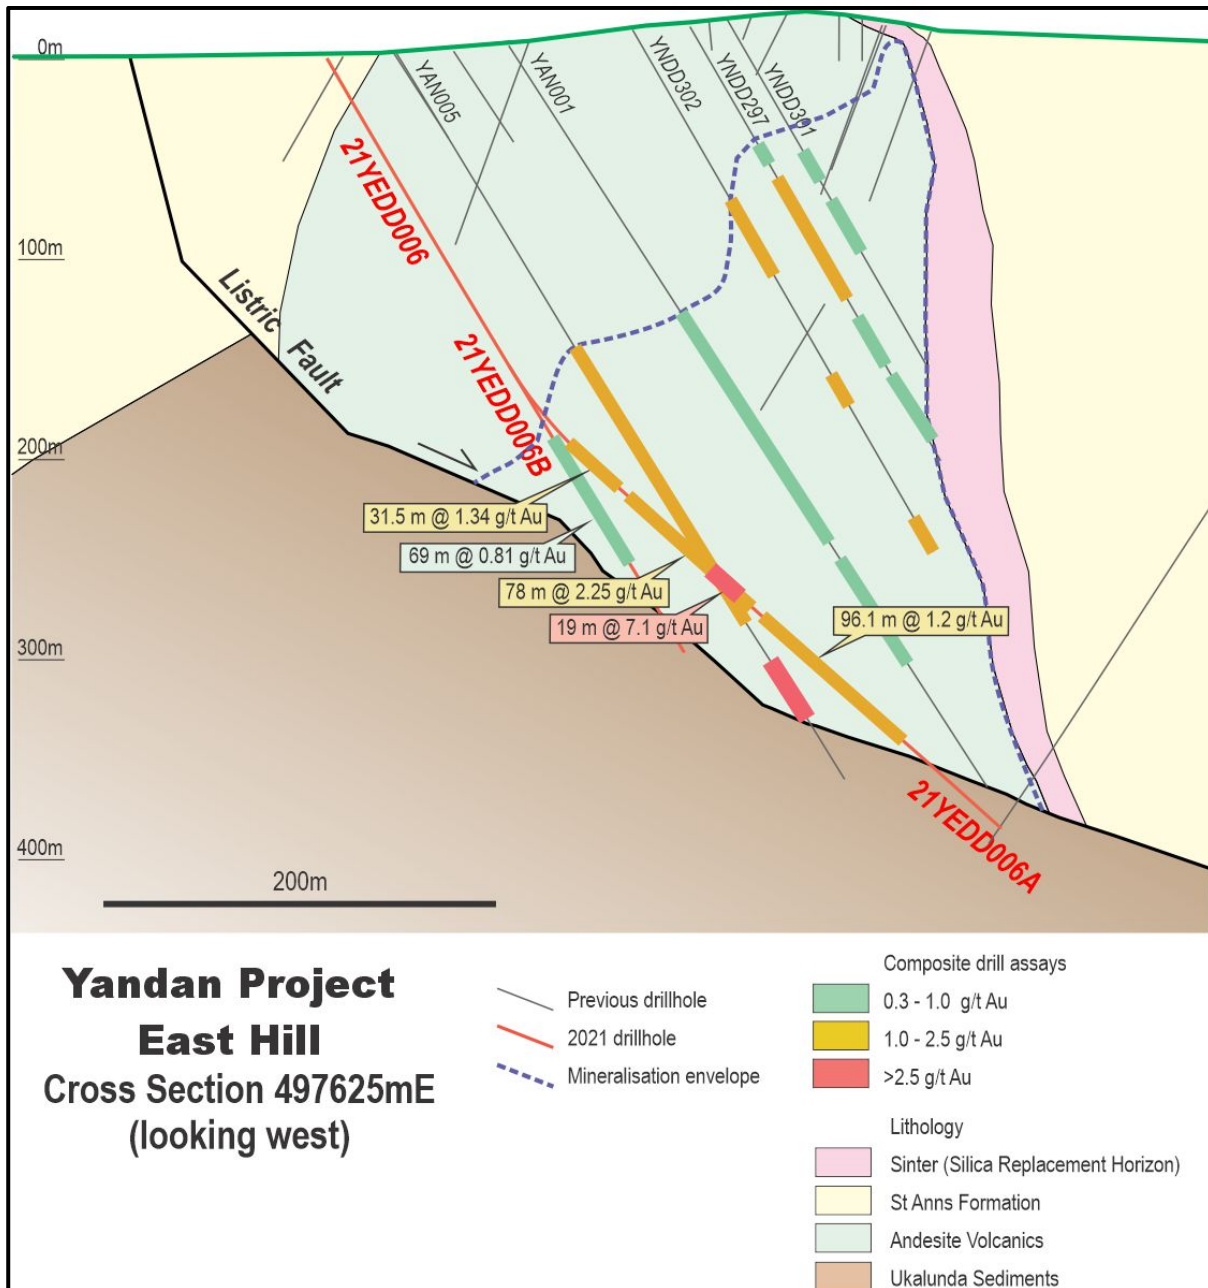 0m
100m
200m
300m
400m
YAN005
YAN001
YNDD302
YNDD297
YNDD301
21YEDD006
21YEDD006B
21YEDD006A
Listric Fault
31.5 m @ 1.34 g/t Au
69 m @ 0.81 g/t Au
78 m @ 2.25 g/t Au
19 m @ 7.1 g/t Au
96.1 m @ 1.2 g/t Au
200m
Yandan Project
East Hill
Cross Section 497625mE
(looking west)
Previous drillhole
2021 drillhole
Mineralisation envelope
Composite drill assays
0.3 - 1.0 g/t Au
1.0 - 2.5 g/t Au
>2.5 g/t Au
Lithology
Sinter (Silica Replacement Horizon)
St Anns Formation
Andesite Volcanics
Ukalunda Sediments